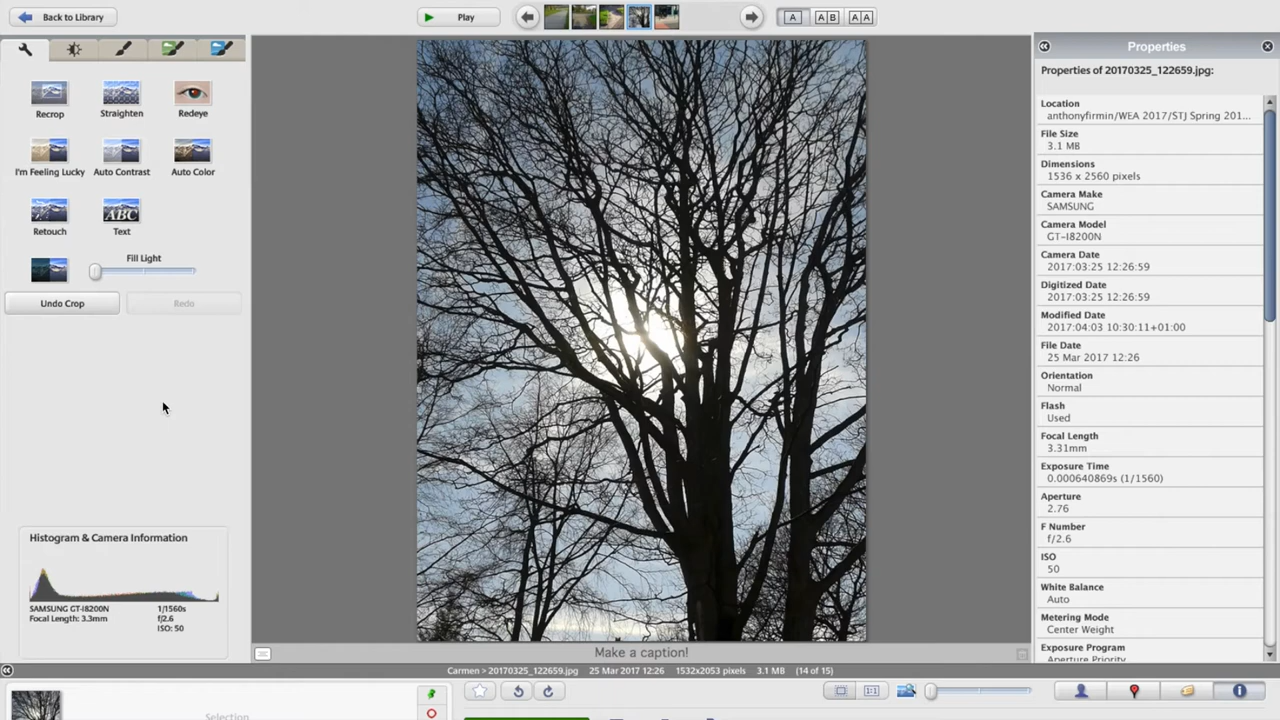 Back to Library
Play
A
AB
AA
Properties
Recrop
Straighten
Redeye
I'm Feeling Lucky
Auto Contrast
Auto Color
Retouch
ABC
Text
Fill Light
Undo Crop
Redo
Histogram & Camera Information
SAMSUNG GT-I8200N
1/1560s
Focal Length: 3.3mm
f/2.6
ISO: 50
Make a caption!
Carmen > 20170325_122659.jpg 25 Mar 2017 12:26 1532x2053 pixels 3.1 MB (14 of 15)
Selection
1:1
Properties of 20170325_122659.jpg:
Location
anthonyfirmin/WEA 2017/STJ Spring 201...
File Size
3.1 MB
Dimensions
1536 x 2560 pixels
Camera Make
SAMSUNG
Camera Model
GT-I8200N
Camera Date
2017:03:25 12:26:59
Digitized Date
2017:03:25 12:26:59
Modified Date
2017:04:03 10:30:11+01:00
File Date
25 Mar 2017 12:26
Orientation
Normal
Flash
Used
Focal Length
3.31mm
Exposure Time
0.000640869s (1/1560)
Aperture
2.76
F Number
f/2.6
ISO
50
White Balance
Auto
Metering Mode
Center Weight
Exposure Program
Aperture Priority